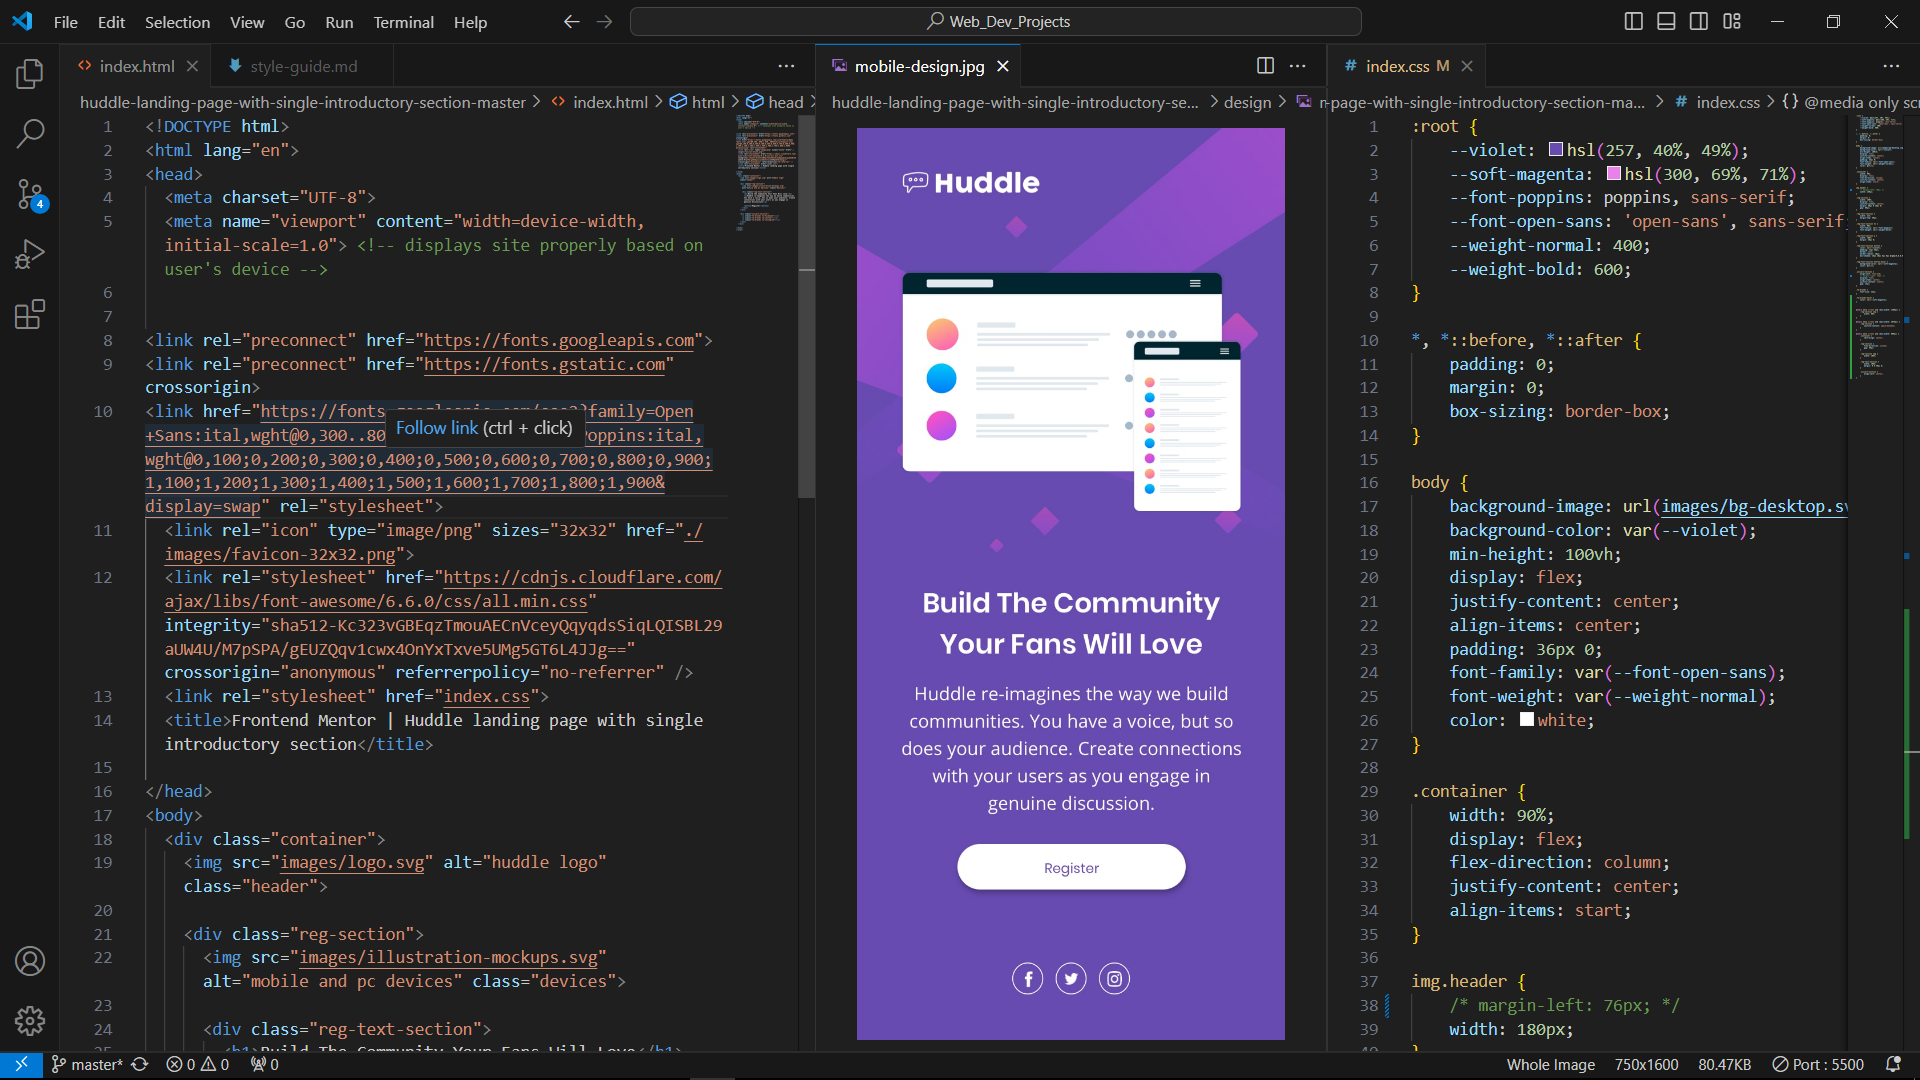 File Edit Selection View Go Run Terminal Help
Web_Dev_Projects
index.html
style-guide.md
huddle-landing-page-with-single-introductory-section-master > index.html > html > head >
4
1 <!DOCTYPE html>
2 <html lang="en">
3 <head>
4 <meta charset="UTF-8">
5 <meta name="viewport" content="width=device-width,
initial-scale=1.0"> <!-- displays site properly based on
user's device -->
6
7
8 <link rel="preconnect" href="https://fonts.googleapis.com">
9 <link rel="preconnect" href="https://fonts.gstatic.com"
crossorigin>
10 <link href="https://fonts.googleapis.com/css2?family=Open
+Sans:ital,wght@0,300..80
Follow link (ctrl + click)
Poppins:ital,
wght@0,100;0,200;0,300;0,400;0,500;0,600;0,700;0,800;0,900;
1,100;1,200;1,300;1,400;1,500;1,600;1,700;1,800;1,900&
display=swap" rel="stylesheet">
11 <link rel="icon" type="image/png" sizes="32x32" href="./
images/favicon-32x32.png">
12 <link rel="stylesheet" href="https://cdnjs.cloudflare.com/
ajax/libs/font-awesome/6.6.0/css/all.min.css"
integrity="sha512-Kc323vGBEqzTmouAECnVceyQqyqdsSiqLQISBL29
aUW4U/M7pSPA/gEUZQqv1cwx4OnYxTxve5UMg5GT6L4JJg=="
crossorigin="anonymous" referrerpolicy="no-referrer" />
13 <link rel="stylesheet" href="index.css">
14 <title>Frontend Mentor | Huddle landing page with single
introductory section</title>
15
16 </head>
17 <body>
18 <div class="container">
19 <img src="images/logo.svg" alt="huddle logo"
class="header">
20
21 <div class="reg-section">
22 <img src="images/illustration-mockups.svg"
alt="mobile and pc devices" class="devices">
23
24 <div class="reg-text-section">
25 <h1>Build The Community Your Fans Will Love</h1>
mobile-design.jpg
huddle-landing-page-with-single-introductory-se... > design >
Huddle
Build The Community
Your Fans Will Love
Huddle re-imagines the way we build
communities. You have a voice, but so
does your audience. Create connections
with your users as you engage in
genuine discussion.
Register
index.css M
-page-with-single-introductory-section-ma... > index.css > {} @media only scr
1 :root {
2 --violet: hsl(257, 40%, 49%);
3 --soft-magenta: hsl(300, 69%, 71%);
4 --font-poppins: poppins, sans-serif;
5 --font-open-sans: 'open-sans', sans-serif;
6 --weight-normal: 400;
7 --weight-bold: 600;
8 }
9
10 *, *::before, *::after {
11 padding: 0;
12 margin: 0;
13 box-sizing: border-box;
14 }
15
16 body {
17 background-image: url(images/bg-desktop.sv
18 background-color: var(--violet);
19 min-height: 100vh;
20 display: flex;
21 justify-content: center;
22 align-items: center;
23 padding: 36px 0;
24 font-family: var(--font-open-sans);
25 font-weight: var(--weight-normal);
26 color: white;
27 }
28
29 .container {
30 width: 90%;
31 display: flex;
32 flex-direction: column;
33 justify-content: center;
34 align-items: start;
35 }
36
37 img.header {
38 /* margin-left: 76px; */
39 width: 180px;
40 }
master* 0 0 0
Whole Image 750x1600 80.47KB Port : 5500